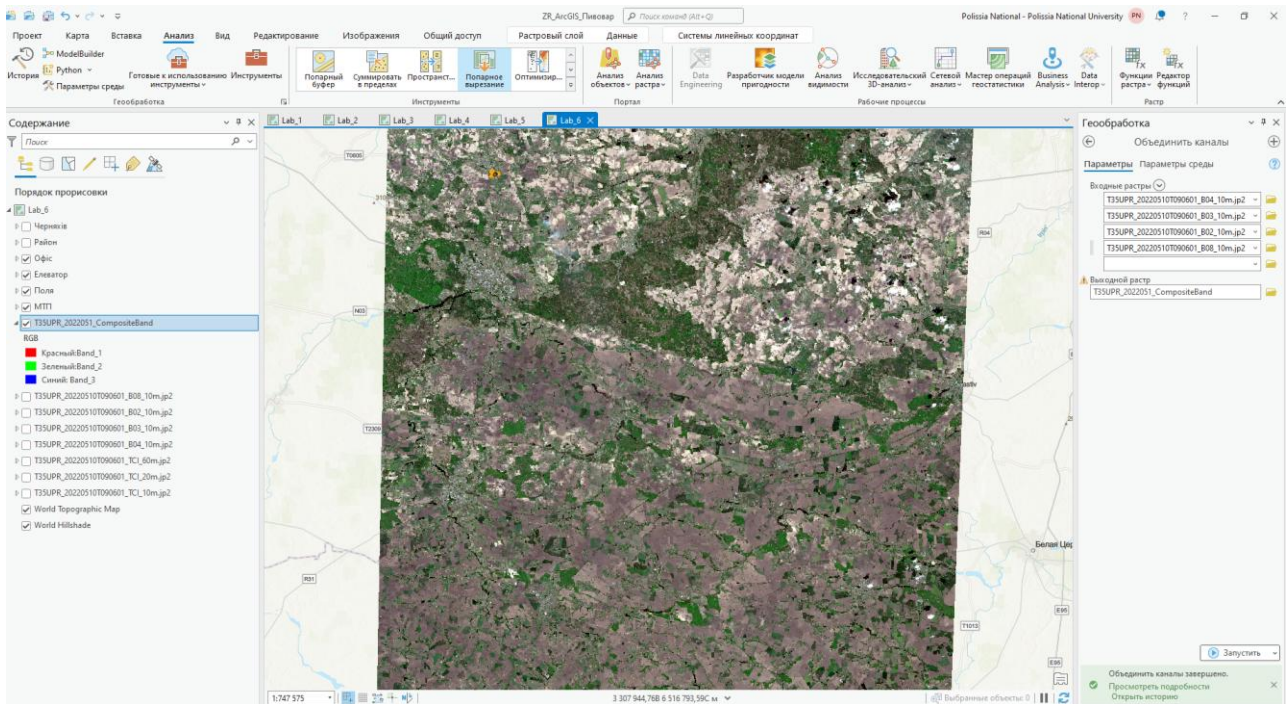 ZR_ArcGIS_Пивовар
Поиск команд (Alt+Q)
Polissia National - Polissia National University
PN
?
Проект Карта Вставка Анализ Вид Редактирование Изображения Общий доступ Растровый слой Данные Системы линейных координат
История
ModelBuilder
Python
Параметры среды
Готовые к использованию инструменты
Инструменты
Геообработка
Попарный буфер
Суммировать в пределах
Пространст...
Попарное вырезание
Оптимизир...
Инструменты
Анализ объектов
Анализ растра
Портал
Data Engineering
Разработчик модели пригодности
Анализ видимости
Исследовательский 3D-анализ
Сетевой анализ
Мастер операций геостатистики
Business Analysis
Data Interop
Рабочие процессы
Функции растра
Редактор функций
Растр
Содержание
Поиск
Порядок прорисовки
Lab_6
Черняхів
Район
Офіс
Елеватор
Поля
МТП
T35UPR_2022051_CompositeBand
RGB
Красный:Band_1
Зеленый:Band_2
Синий: Band_3
T35UPR_20220510T090601_B08_10m.jp2
T35UPR_20220510T090601_B02_10m.jp2
T35UPR_20220510T090601_B03_10m.jp2
T35UPR_20220510T090601_B04_10m.jp2
T35UPR_20220510T090601_TCI_60m.jp2
T35UPR_20220510T090601_TCI_20m.jp2
T35UPR_20220510T090601_TCI_10m.jp2
World Topographic Map
World Hillshade
Lab_1 Lab_2 Lab_3 Lab_4 Lab_5 Lab_6
T0605
P04
M03
T2309
P31
Белая Цер
E95
T1013
E95
1:747 575
3 307 944,76В 6 516 793,59С м
Выбранные объекты: 0
Геообработка
Объединить каналы
Параметры Параметры среды
Входные растры
T35UPR_20220510T090601_B04_10m.jp2
T35UPR_20220510T090601_B03_10m.jp2
T35UPR_20220510T090601_B02_10m.jp2
T35UPR_20220510T090601_B08_10m.jp2
Выходной растр
T35UPR_2022051_CompositeBand
Запустить
Объединить каналы завершено.
Просмотреть подробности
Открыть историю